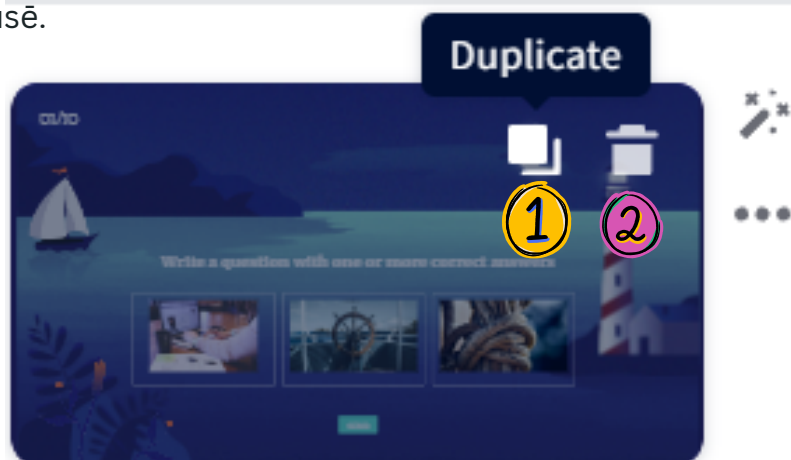 usē.
Duplicate
01/10
1 2
Write a question with one or more correct answers